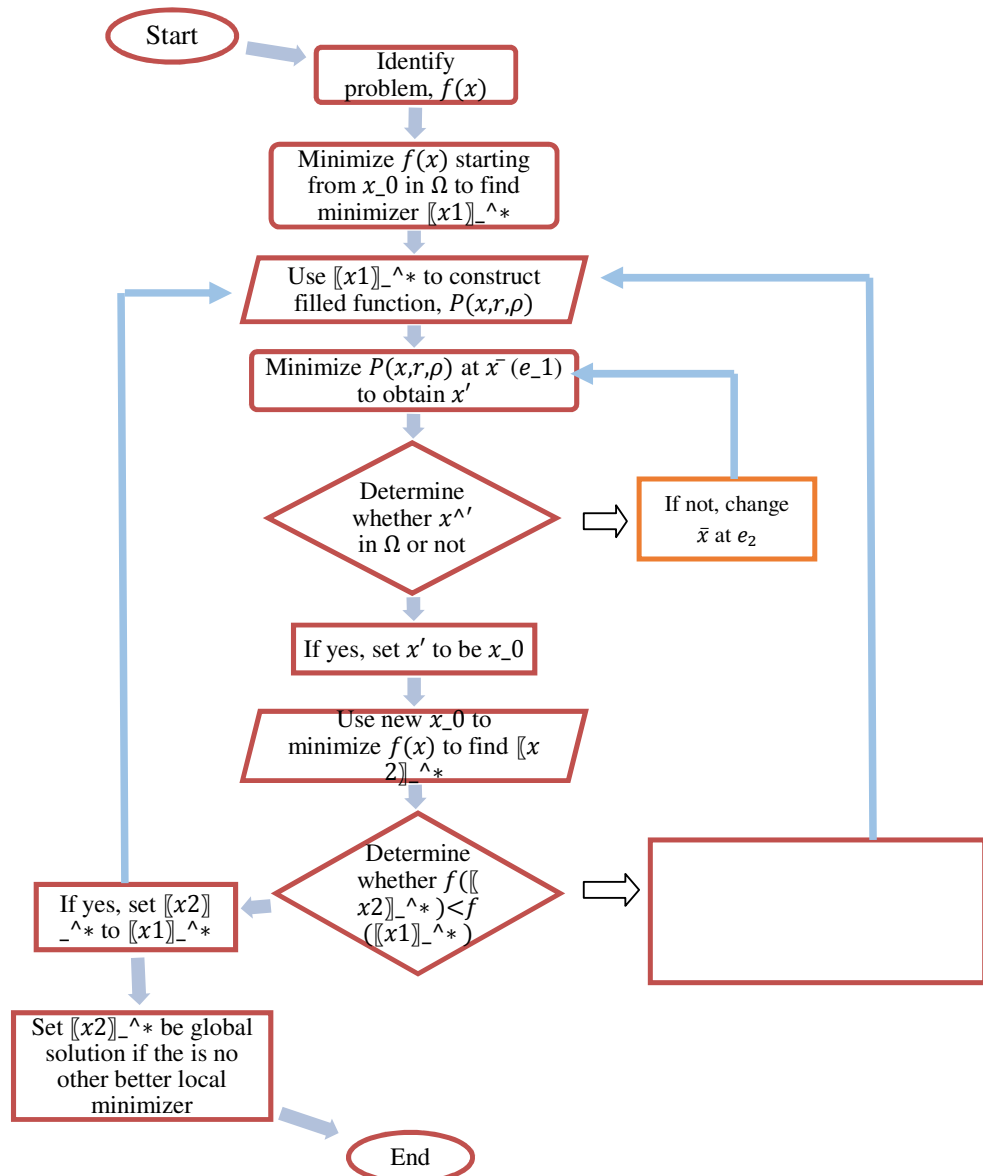 Start
Identify
problem, 𝑓(𝑥)
Minimize 𝑓(𝑥) starting
from 𝑥_0 in Ω to find
minimizer 〖𝑥1〗_^∗
Use 〖𝑥1〗_^∗ to construct
filled function, 𝑃(𝑥,𝑟,𝜌)
Minimize 𝑃(𝑥,𝑟,𝜌) at 𝑥 ̄ (𝑒_1)
to obtain 𝑥′
Determine
whether 𝑥^′
in Ω or not
If not, change
𝑥̄ at 𝑒₂
If yes, set 𝑥′ to be 𝑥_0
Use new 𝑥_0 to
minimize 𝑓(𝑥) to find 〖𝑥
2〗_^∗
Determine
whether 𝑓(〖
𝑥2〗_^∗ )<𝑓
(〖𝑥1〗_^∗ )
If yes, set 〖𝑥2〗
_^∗ to 〖𝑥1〗_^∗
Set 〖𝑥2〗_^∗ be global
solution if the is no
other better local
minimizer
End